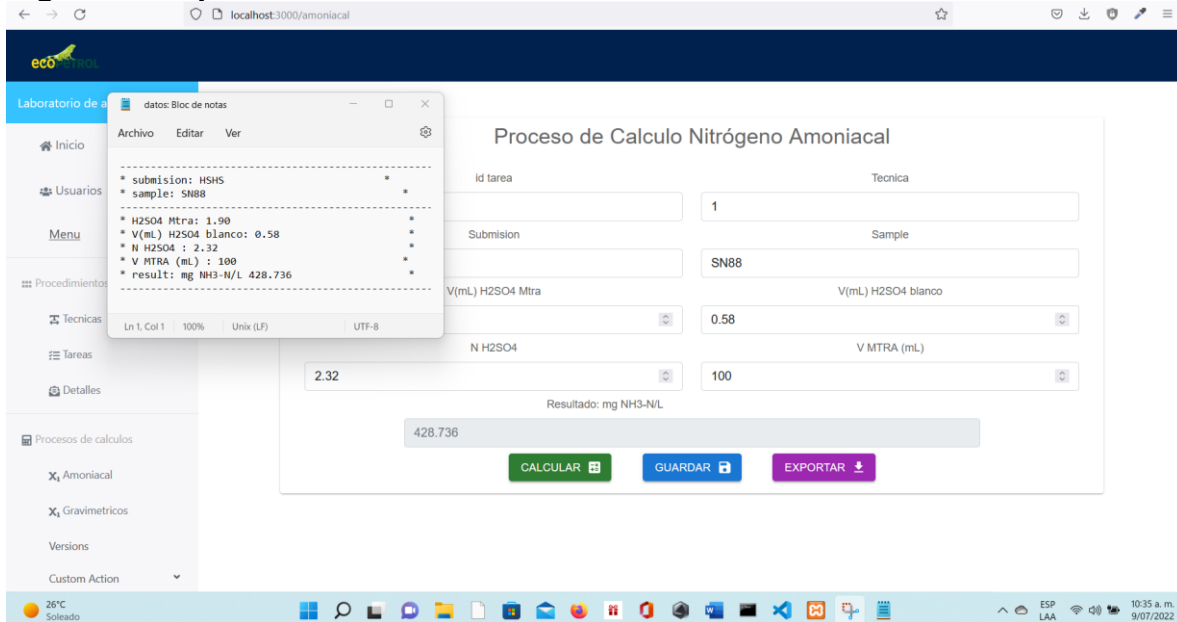 localhost:3000/amoniacal
ecoPETROL
Laboratorio de a
Inicio
Usuarios
Menu
Procedimientos
Tecnicas
Tareas
Detalles
Procesos de calculos
X₁ Amoniacal
X₁ Gravimetricos
Versions
Custom Action
datos: Bloc de notas
Archivo Editar Ver
----------------------------------------
* submision: HSHS *
* sample: SN88 *
----------------------------------------
* H2SO4 Mtra: 1.90 *
* V(mL) H2SO4 blanco: 0.58 *
* N H2SO4 : 2.32 *
* V MTRA (mL) : 100 *
* result: mg NH3-N/L 428.736 *
----------------------------------------
Ln 1, Col 1 100% Unix (LF) UTF-8
Proceso de Calculo Nitrógeno Amoniacal
id tarea Tecnica
1
Submision Sample
SN88
V(mL) H2SO4 Mtra V(mL) H2SO4 blanco
0.58
N H2SO4 V MTRA (mL)
2.32 100
Resultado: mg NH3-N/L
428.736
CALCULAR GUARDAR EXPORTAR
26°C
Soleado
ESP
LAA
10:35 a. m.
9/07/2022